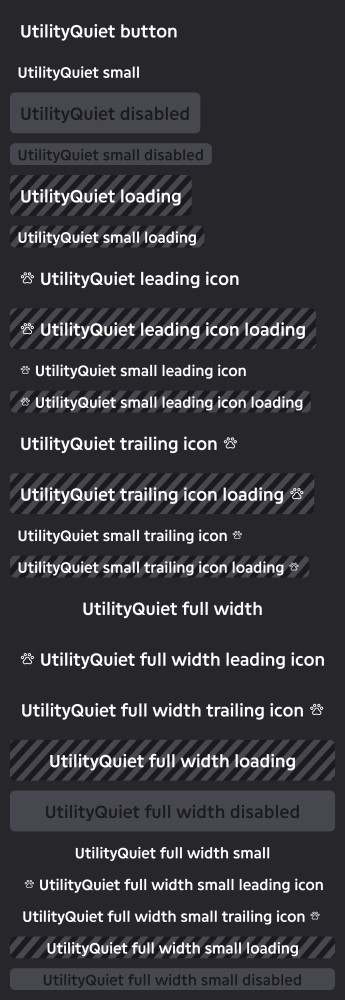 UtilityQuiet button
UtilityQuiet small
UtilityQuiet disabled
UtilityQuiet small disabled
UtilityQuiet loading
UtilityQuiet small loading
UtilityQuiet leading icon
UtilityQuiet leading icon loading
UtilityQuiet small leading icon
UtilityQuiet small leading icon loading
UtilityQuiet trailing icon
UtilityQuiet trailing icon loading
UtilityQuiet small trailing icon
UtilityQuiet small trailing icon loading
UtilityQuiet full width
UtilityQuiet full width leading icon
UtilityQuiet full width trailing icon
UtilityQuiet full width loading
UtilityQuiet full width disabled
UtilityQuiet full width small
UtilityQuiet full width small leading icon
UtilityQuiet full width small trailing icon
UtilityQuiet full width small loading
UtilityQuiet full width small disabled